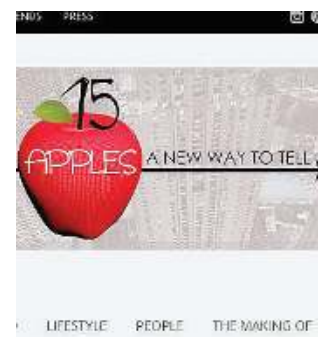 PRESS
15
APPLES
A NEW WAY TO TELL
LIFESTYLE PEOPLE THE MAKING OF